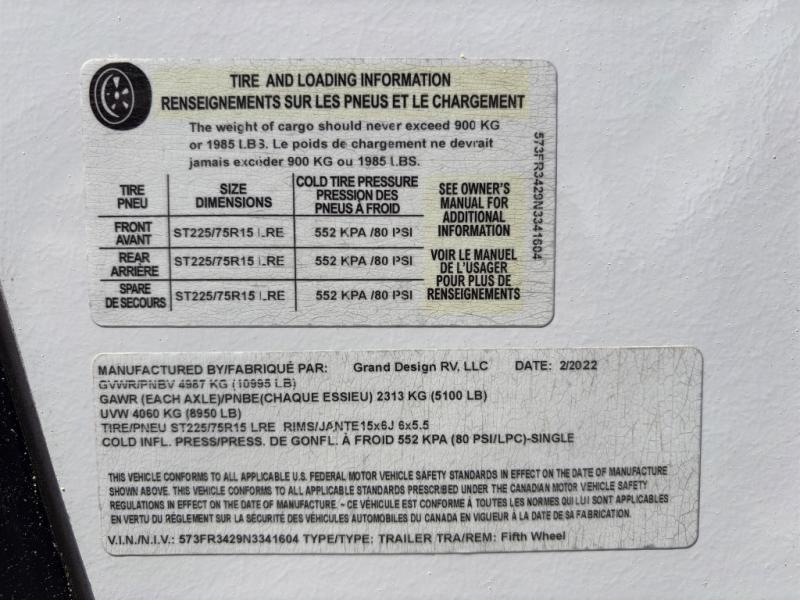 TIRE AND LOADING INFORMATION
RENSEIGNEMENTS SUR LES PNEUS ET LE CHARGEMENT
The weight of cargo should never exceed 900 KG
or 1985 LBS. Le poids de chargement ne devrait
jamais excéder 900 KG ou 1985 LBS.
TIRE PNEU
SIZE DIMENSIONS
COLD TIRE PRESSURE PRESSION DES PNEUS À FROID
SEE OWNER'S MANUAL FOR ADDITIONAL INFORMATION
FRONT AVANT ST225/75R15 LRE 552 KPA /80 PSI
REAR ARRIÈRE ST225/75R15 LRE 552 KPA /80 PSI
SPARE DE SECOURS ST225/75R15 LRE 552 KPA /80 PSI
VOIR LE MANUEL DE L'USAGER POUR PLUS DE RENSEIGNEMENTS
573FR3429N3341604
MANUFACTURED BY/FABRIQUÉ PAR: Grand Design RV, LLC DATE: 2/2022
GVWR/PNBV 4987 KG (10995 LB)
GAWR (EACH AXLE)/PNBE(CHAQUE ESSIEU) 2313 KG (5100 LB)
UVW 4060 KG (8950 LB)
TIRE/PNEU ST225/75R15 LRE RIMS/JANTE15x6J 6x5.5
COLD INFL. PRESS/PRESS. DE GONFL. À FROID 552 KPA (80 PSI/LPC)-SINGLE
THIS VEHICLE CONFORMS TO ALL APPLICABLE U.S. FEDERAL MOTOR VEHICLE SAFETY STANDARDS IN EFFECT ON THE DATE OF MANUFACTURE
SHOWN ABOVE. THIS VEHICLE CONFORMS TO ALL APPLICABLE STANDARDS PRESCRIBED UNDER THE CANADIAN MOTOR VEHICLE SAFETY
REGULATIONS IN EFFECT ON THE DATE OF MANUFACTURE. ~ CE VÉHICULE EST CONFORME À TOUTES LES NORMES QUI LUI SONT APPLICABLES
EN VERTU DU RÈGLEMENT SUR LA SÉCURITÉ DES VÉHICULES AUTOMOBILES DU CANADA EN VIGUEUR À LA DATE DE SA FABRICATION.
V.I.N./N.I.V.: 573FR3429N3341604 TYPE/TYPE: TRAILER TRA/REM: Fifth Wheel